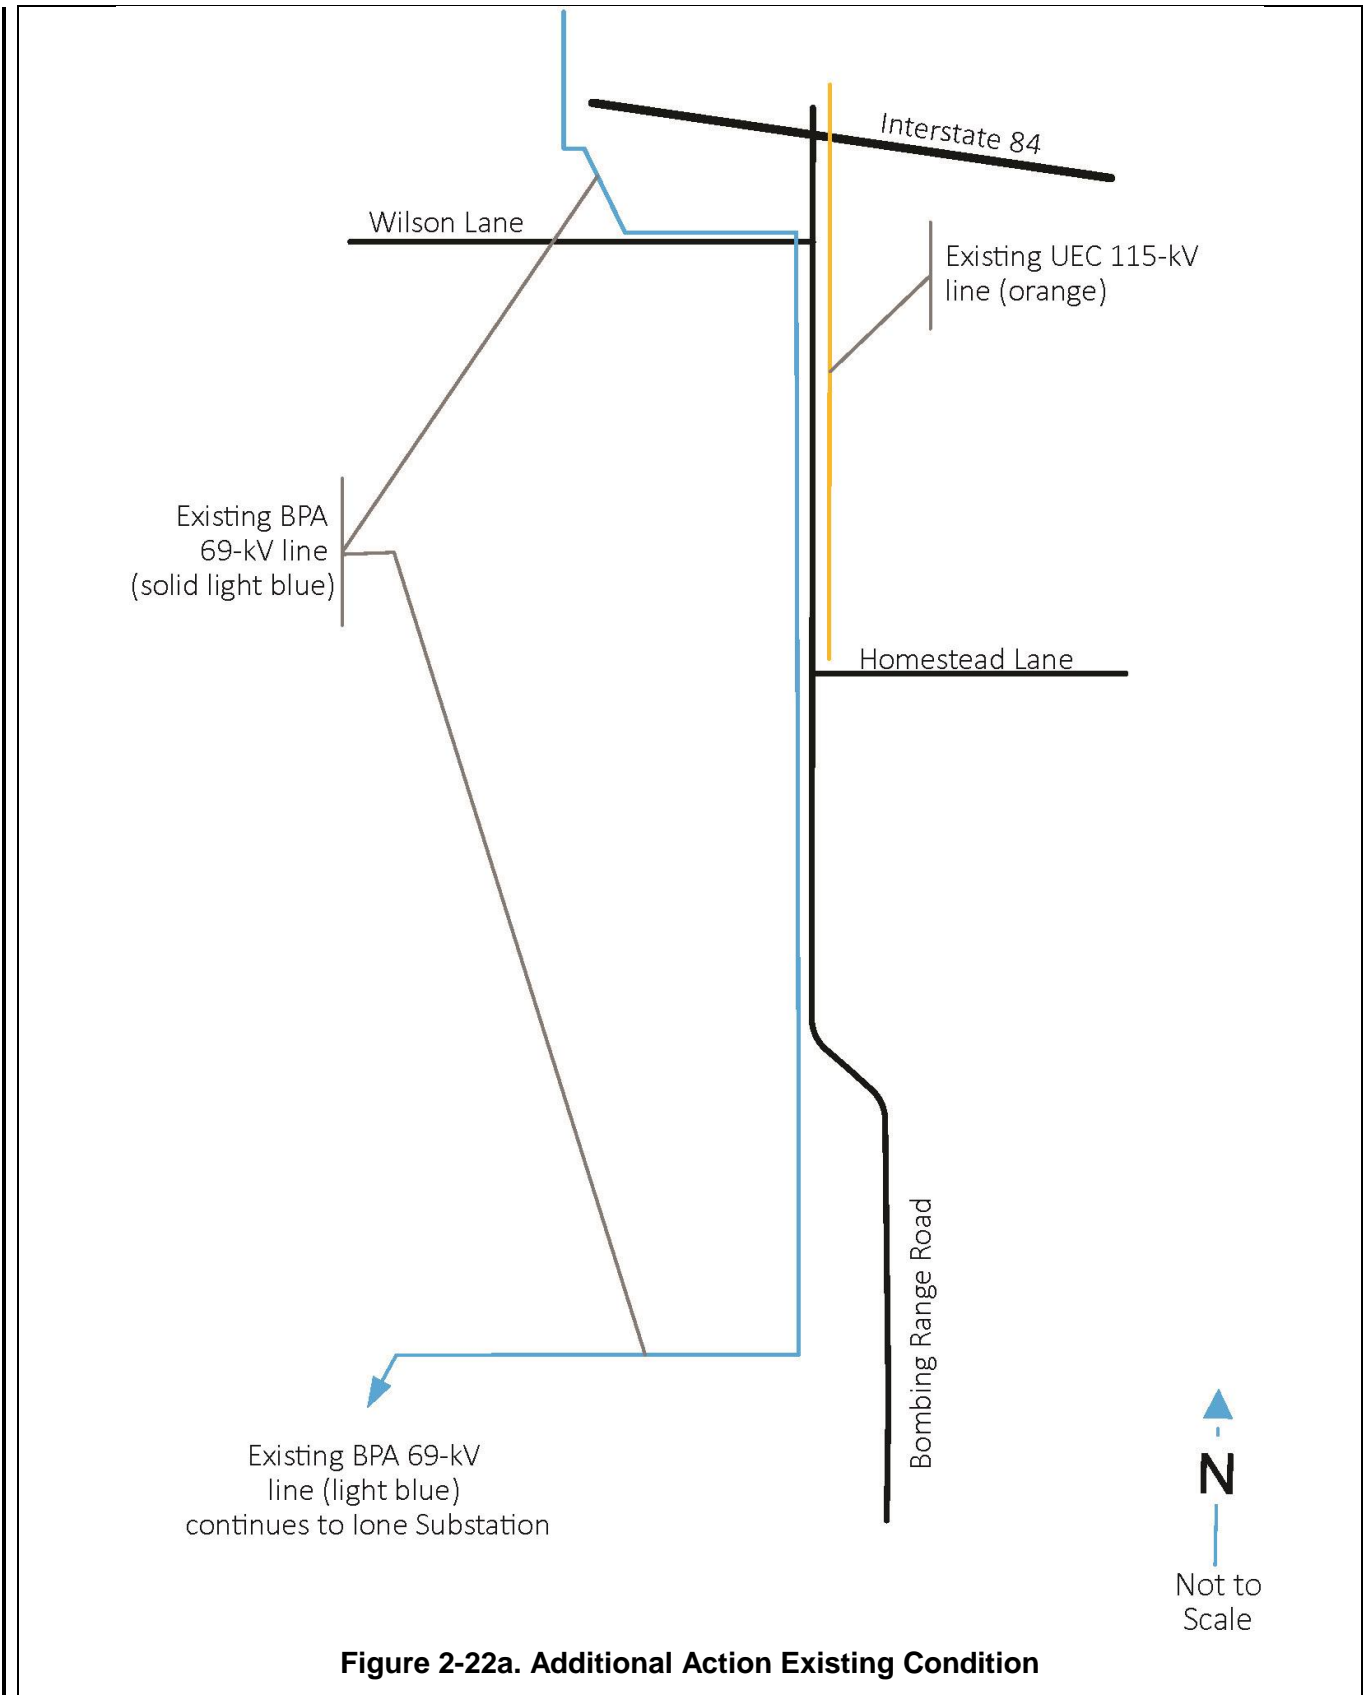 Interstate 84
Wilson Lane
Existing UEC 115-kV
line (orange)
Existing BPA
69-kV line
(solid light blue)
Homestead Lane
Bombing Range Road
Existing BPA 69-kV
line (light blue)
continues to Ione Substation
N
Not to
Scale
Figure 2-22a. Additional Action Existing Condition